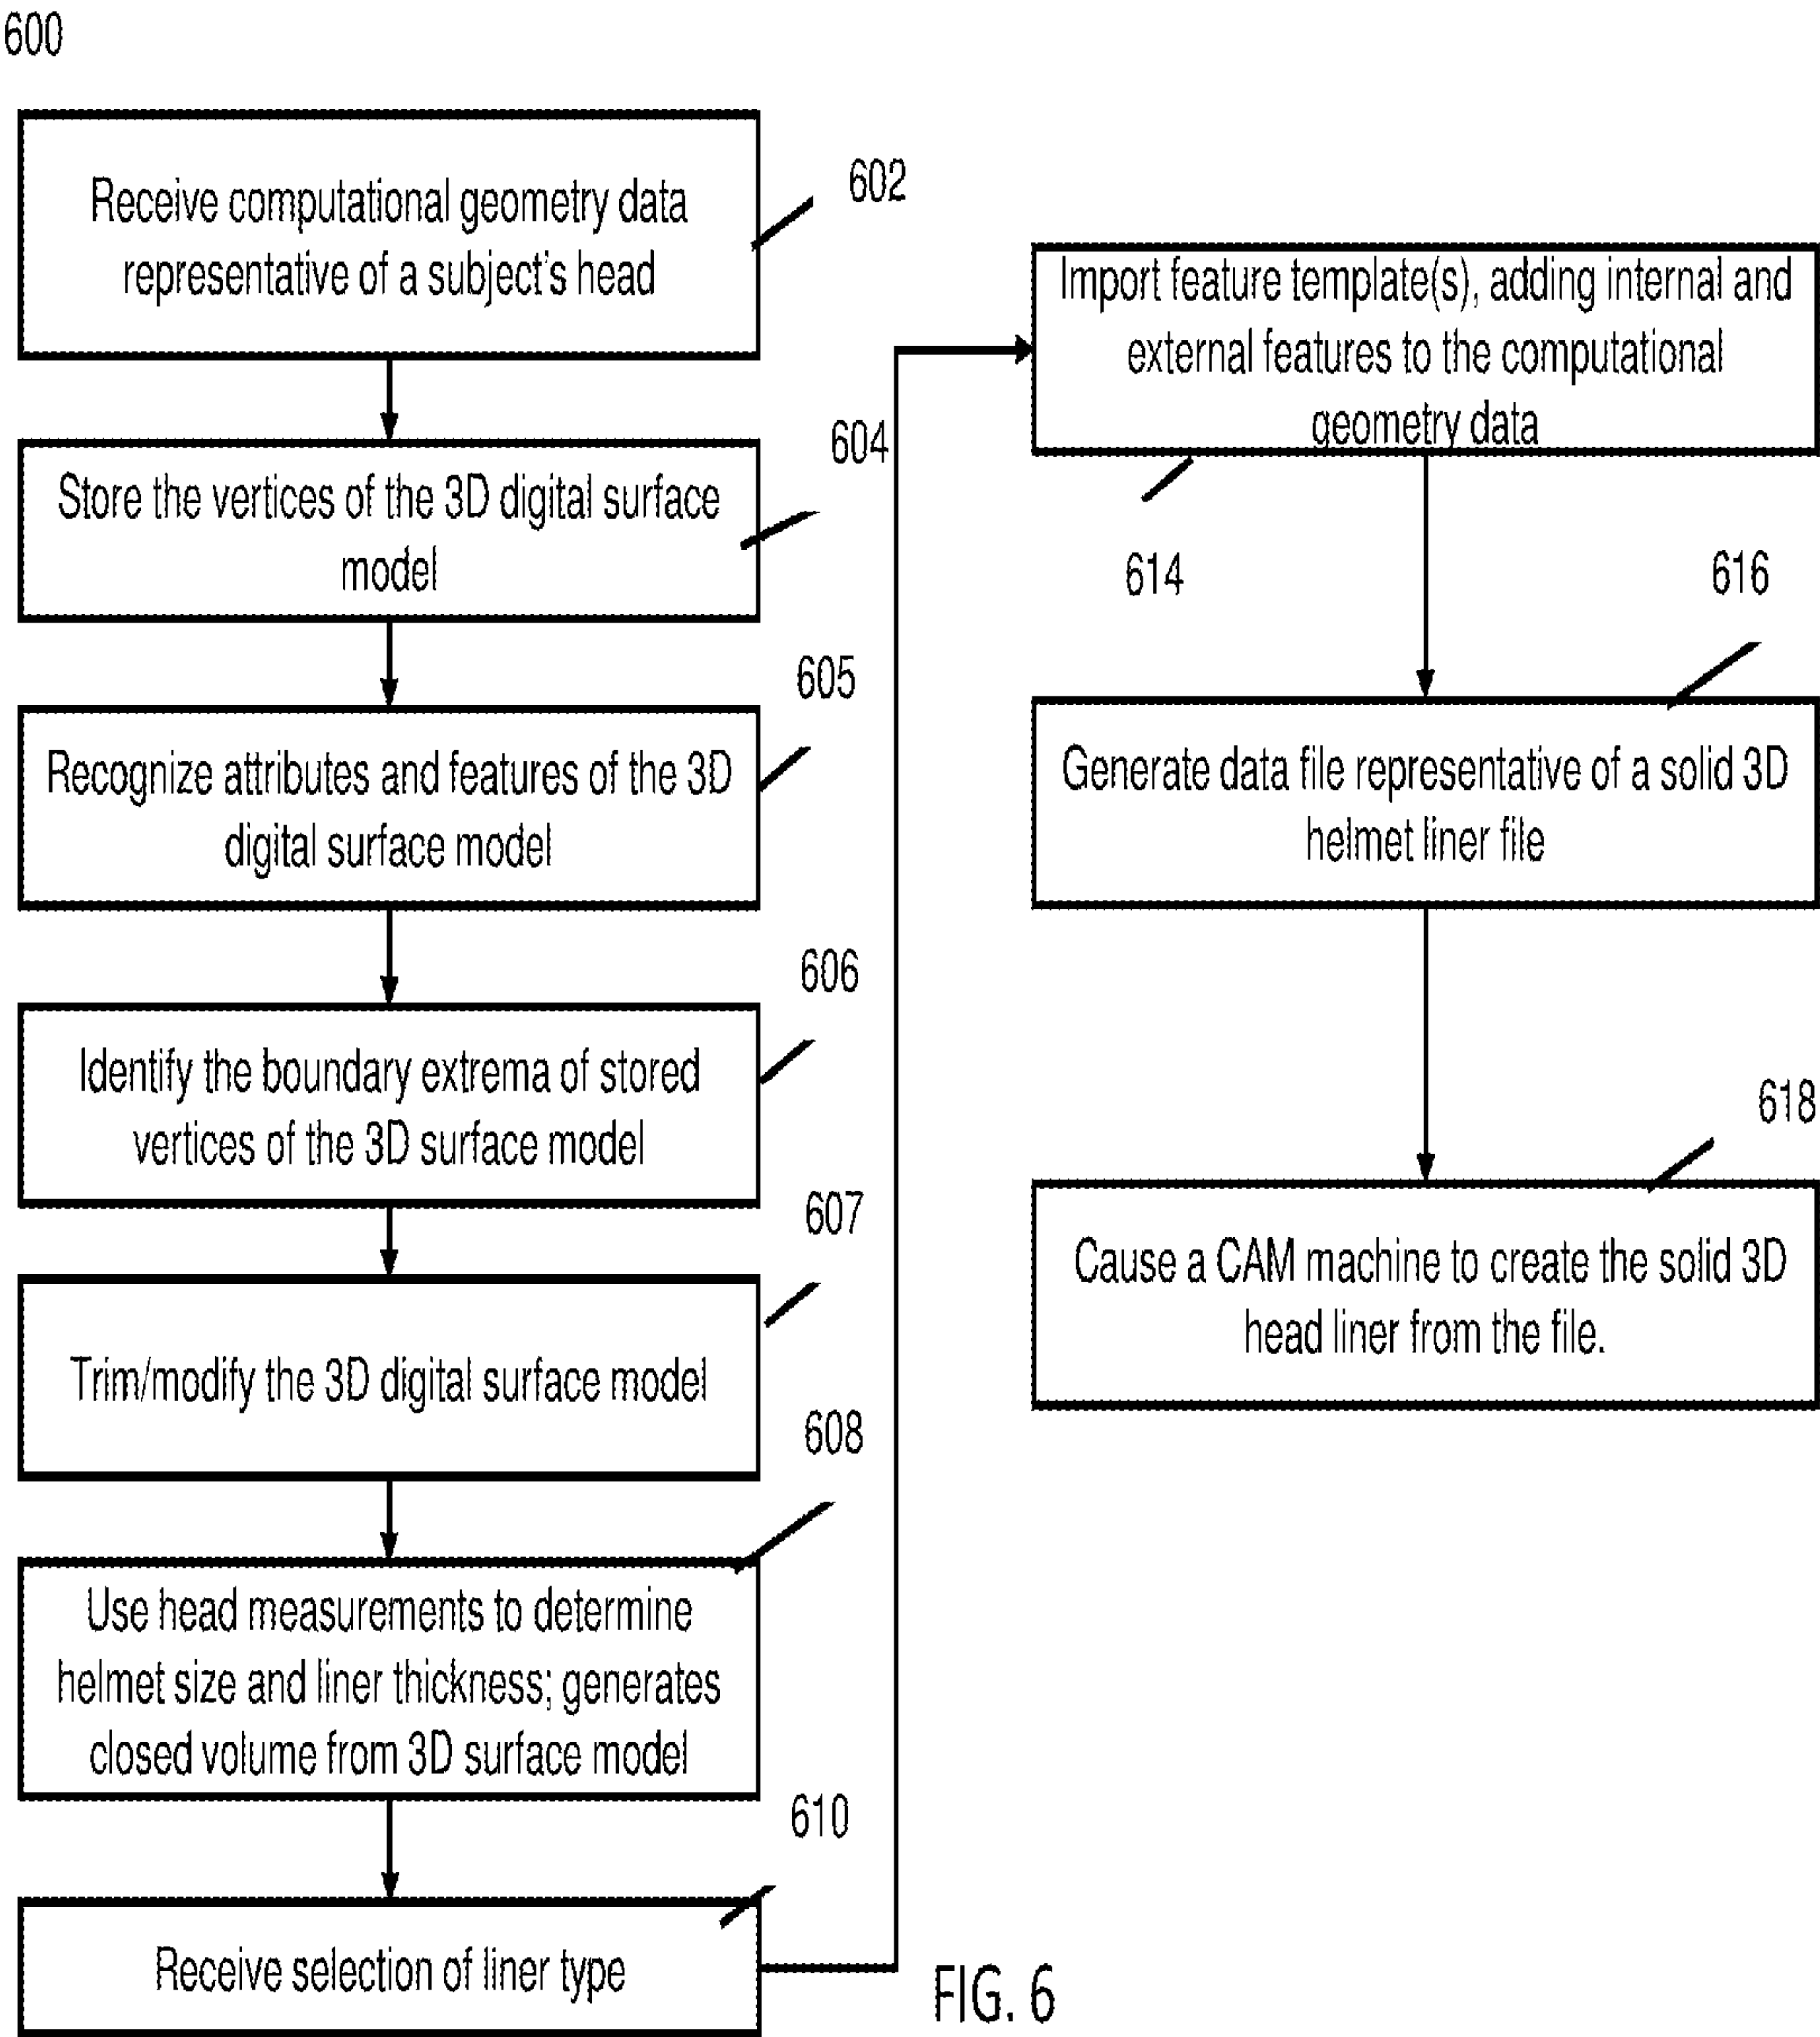 600
Receive computational geometry data
representative of a subject's head
602
Store the vertices of the 3D digital surface
model
604
Recognize attributes and features of the 3D
digital surface model
605
Identify the boundary extrema of stored
vertices of the 3D surface model
606
Trim/modify the 3D digital surface model
607
Use head measurements to determine
helmet size and liner thickness; generates
closed volume from 3D surface model
608
Receive selection of liner type
610
Import feature template(s), adding internal and
external features to the computational
geometry data
614
Generate data file representative of a solid 3D
helmet liner file
616
Cause a CAM machine to create the solid 3D
head liner from the file.
618
FIG. 6